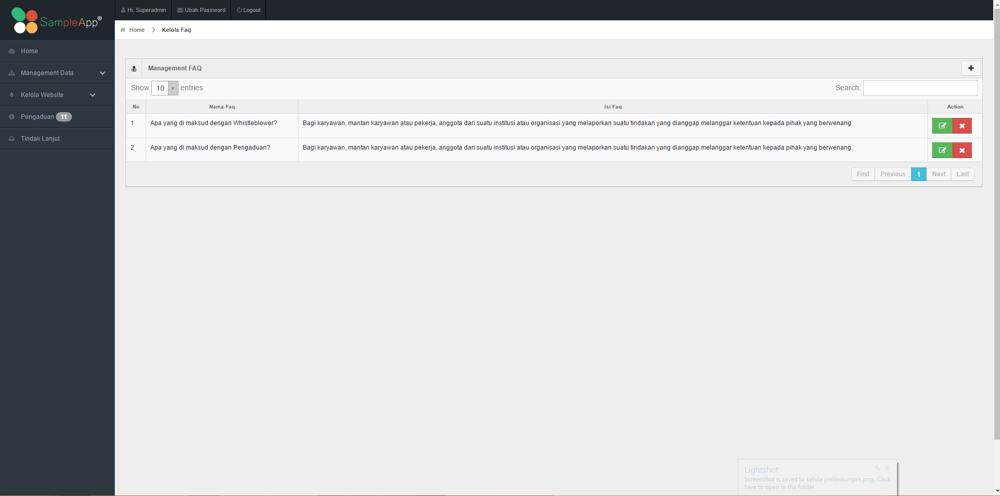 SampleApp®
Hi, Superadmin
Ubah Password
Logout
Home
Kelola Faq
Home
Management Data
Kelola Website
Pengaduan 11
Tindak Lanjut
Management FAQ
Show 10 entries
Search:
No Nama Faq Isi Faq Action
1 Apa yang di maksud dengan Whistleblower? Bagi karyawan, mantan karyawan atau pekerja, anggota dari suatu institusi atau organisasi yang melaporkan suatu tindakan yang dianggap melanggar ketentuan kepada pihak yang berwenang.
2 Apa yang di maksud dengan Pengaduan? Bagi karyawan, mantan karyawan atau pekerja, anggota dari suatu institusi atau organisasi yang melaporkan suatu tindakan yang dianggap melanggar ketentuan kepada pihak yang berwenang.
First Previous 1 Next Last
Lightshot
Screenshot is saved to kelola perlindungan.png. Click
here to open in the folder.